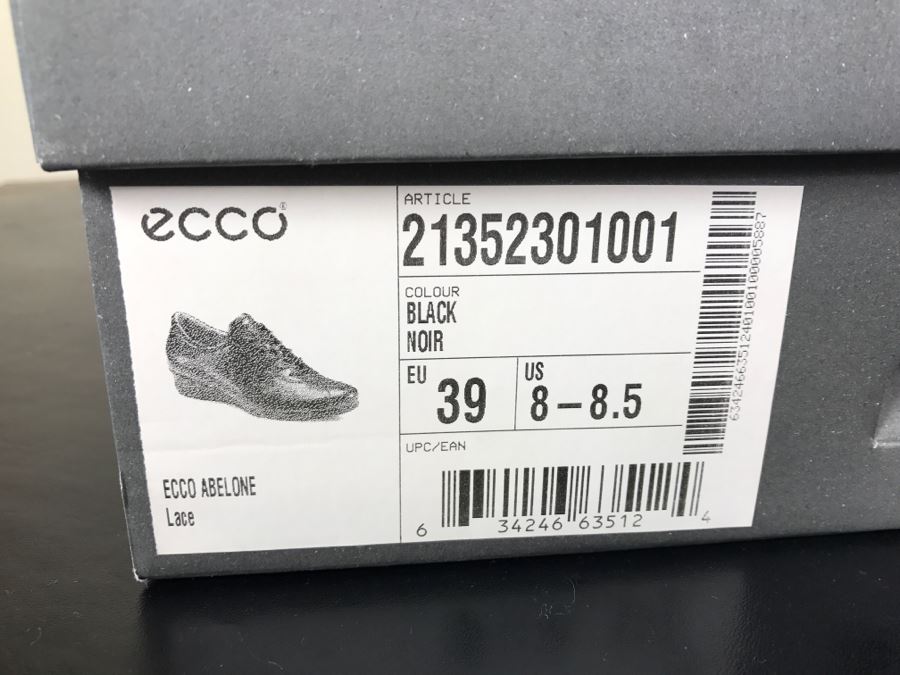 ecco®
ARTICLE
21352301001
COLOUR
BLACK
NOIR
EU
39
US
8-8.5
UPC/EAN
6 34246 63512 4
634246635124010010000005887
ECCO ABELONE
Lace